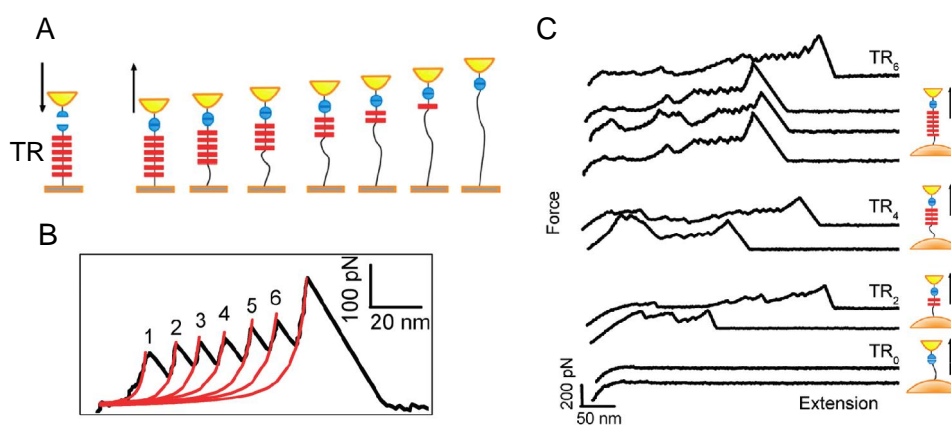 A
TR
B
1 2 3 4 5 6
100 pN
20 nm
C
Force
TR6
TR4
TR2
TR0
200 pN
50 nm
Extension